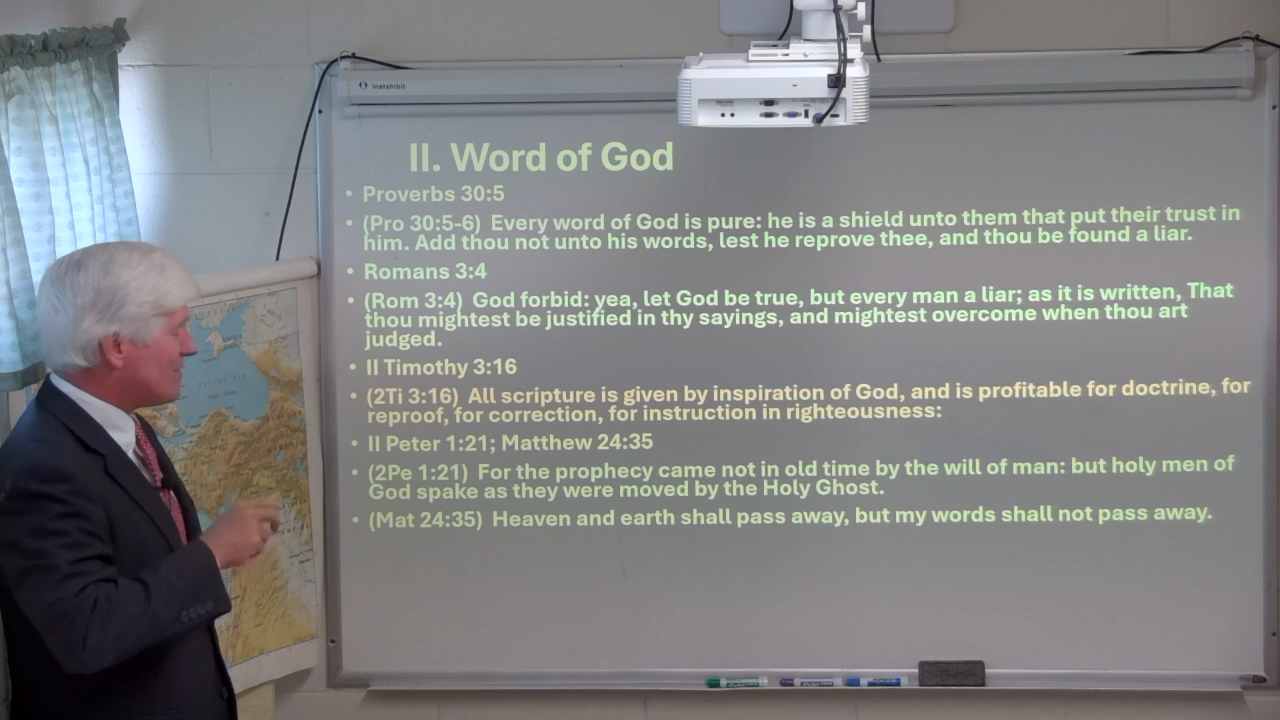 Instahibit
II. Word of God
• Proverbs 30:5
• (Pro 30:5-6) Every word of God is pure: he is a shield unto them that put their trust in
him. Add thou not unto his words, lest he reprove thee, and thou be found a liar.
• Romans 3:4
• (Rom 3:4) God forbid: yea, let God be true, but every man a liar; as it is written, That
thou mightest be justified in thy sayings, and mightest overcome when thou art
judged.
• II Timothy 3:16
• (2Ti 3:16) All scripture is given by inspiration of God, and is profitable for doctrine, for
reproof, for correction, for instruction in righteousness:
• II Peter 1:21; Matthew 24:35
• (2Pe 1:21) For the prophecy came not in old time by the will of man: but holy men of
God spake as they were moved by the Holy Ghost.
• (Mat 24:35) Heaven and earth shall pass away, but my words shall not pass away.